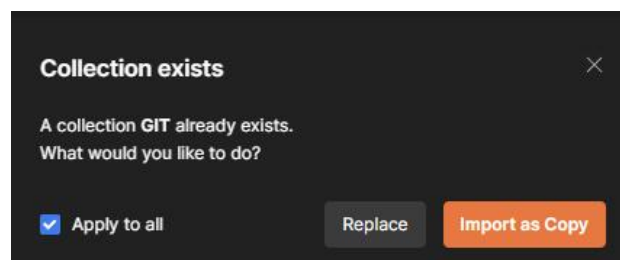 Collection exists
A collection GIT already exists.
What would you like to do?
Apply to all
Replace
Import as Copy